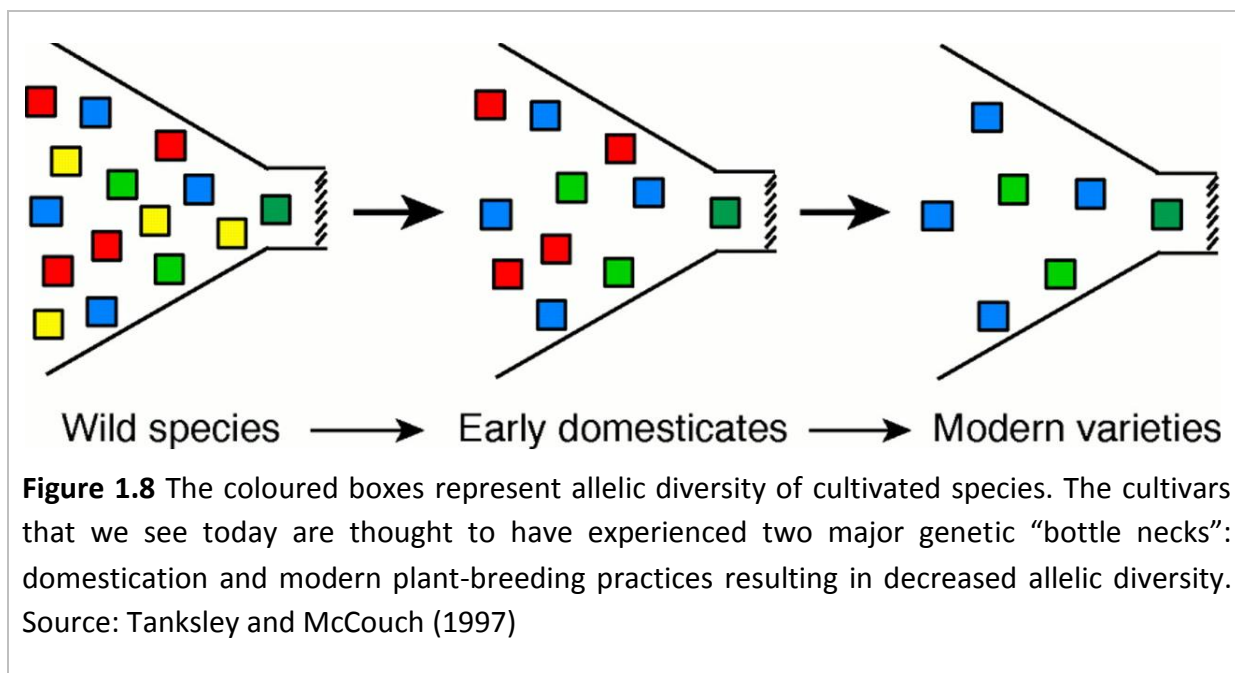 Wild species → Early domesticates → Modern varieties
Figure 1.8 The coloured boxes represent allelic diversity of cultivated species. The cultivars
that we see today are thought to have experienced two major genetic “bottle necks”:
domestication and modern plant-breeding practices resulting in decreased allelic diversity.
Source: Tanksley and McCouch (1997)